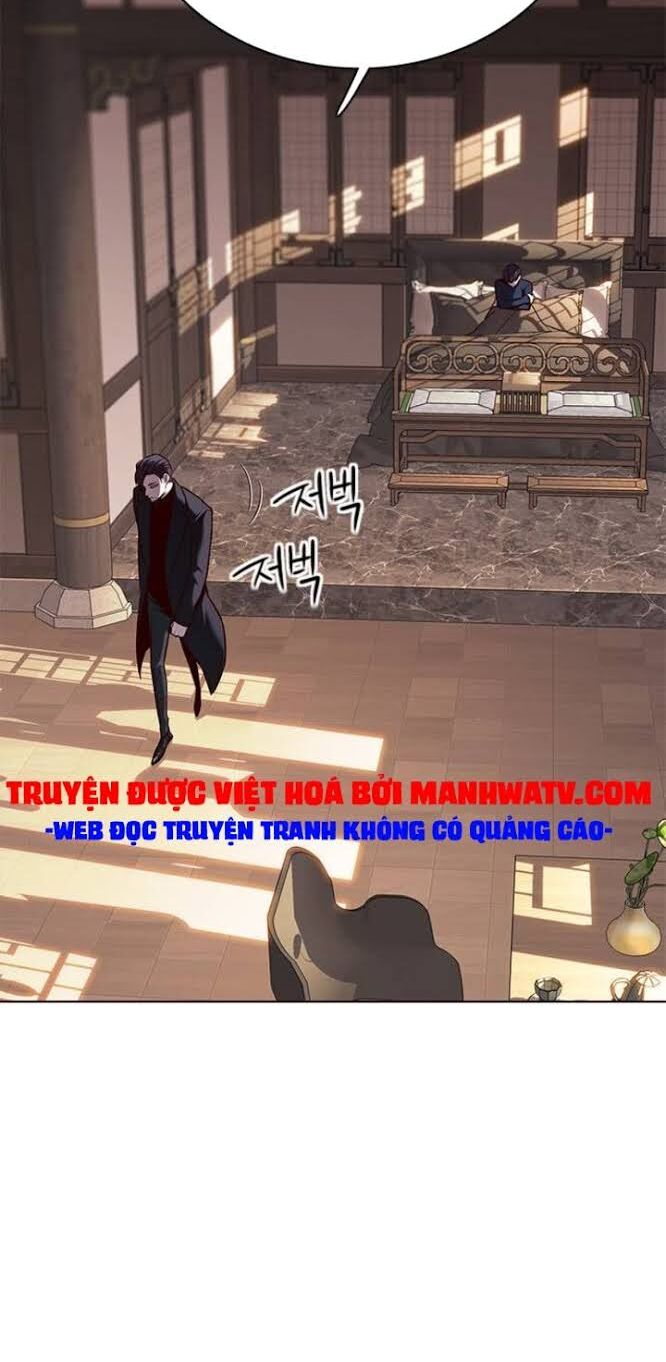 저벅
저벅
TRUYỆN ĐƯỢC VIỆT HOÁ BỞI MANHWATV.COM
-WEB ĐỌC TRUYỆN TRANH KHÔNG CÓ QUẢNG CÁO-